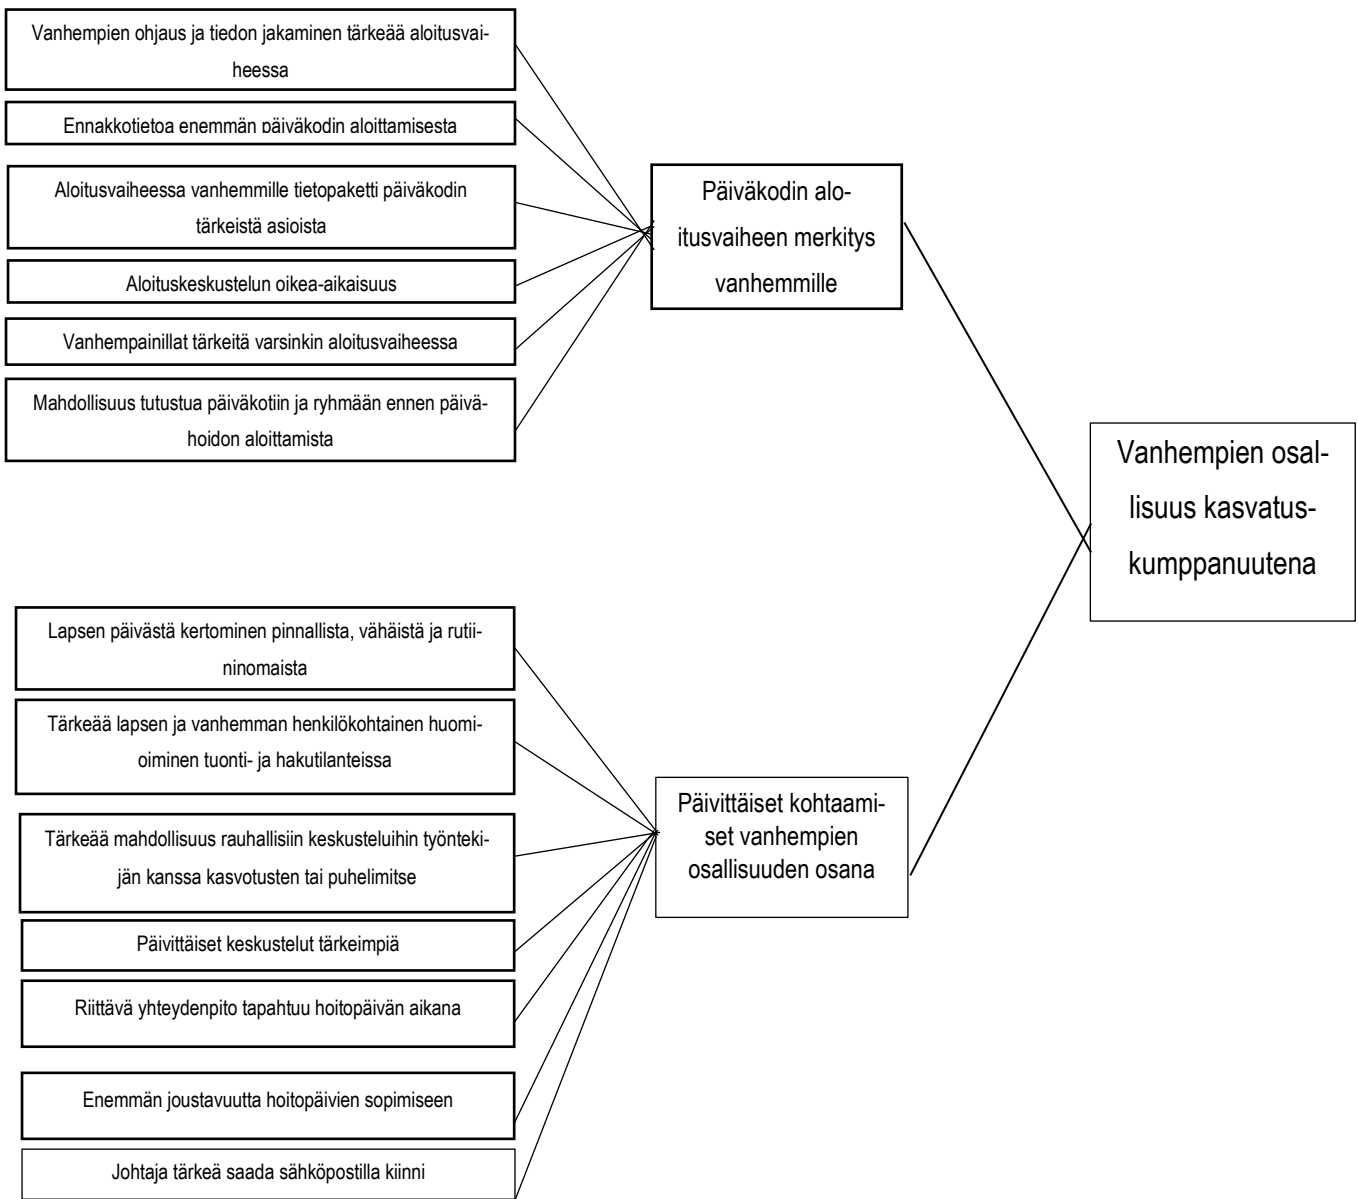 Vanhempien ohjaus ja tiedon jakaminen tärkeää aloitusvai-
heessa
Ennakkotietoa enemmän päiväkodin aloittamisesta
Aloitusvaiheessa vanhemmille tietopaketti päiväkodin
tärkeistä asioista
Aloituskeskustelun oikea-aikaisuus
Vanhempainillat tärkeitä varsinkin aloitusvaiheessa
Mahdollisuus tutustua päiväkotiin ja ryhmään ennen päivä-
hoidon aloittamista
Päiväkodin alo-
itusvaiheen merkitys
vanhemmille
Vanhempien osal-
lisuus kasvatus-
kumppanuutena
Lapsen päivästä kertominen pinnallista, vähäistä ja rutii-
ninomaista
Tärkeää lapsen ja vanhemman henkilökohtainen huomi-
oiminen tuonti- ja hakutilanteissa
Tärkeää mahdollisuus rauhallisiin keskusteluihin työnteki-
jän kanssa kasvotusten tai puhelimitse
Päivittäiset keskustelut tärkeimpiä
Riittävä yhteydenpito tapahtuu hoitopäivän aikana
Enemmän joustavuutta hoitopäivien sopimiseen
Johtaja tärkeä saada sähköpostilla kiinni
Päivittäiset kohtaami-
set vanhempien
osallisuuden osana